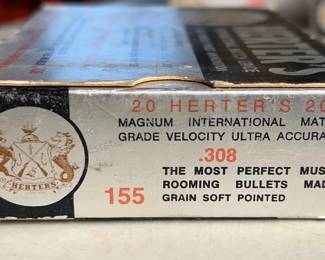 HERTER'S
20 HERTER'S 20
MAGNUM INTERNATIONAL MAT
GRADE VELOCITY ULTRA ACCURA
.308
THE MOST PERFECT MUS
ROOMING BULLETS MAD
155 GRAIN SOFT POINTED
HERTERS